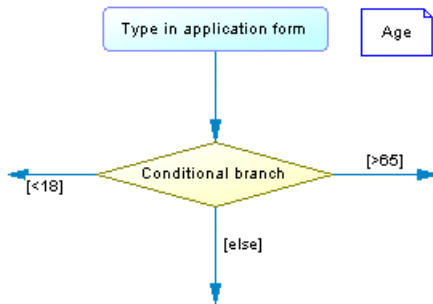 Type in application form
Age
Conditional branch
[<18]
[>65]
[else]